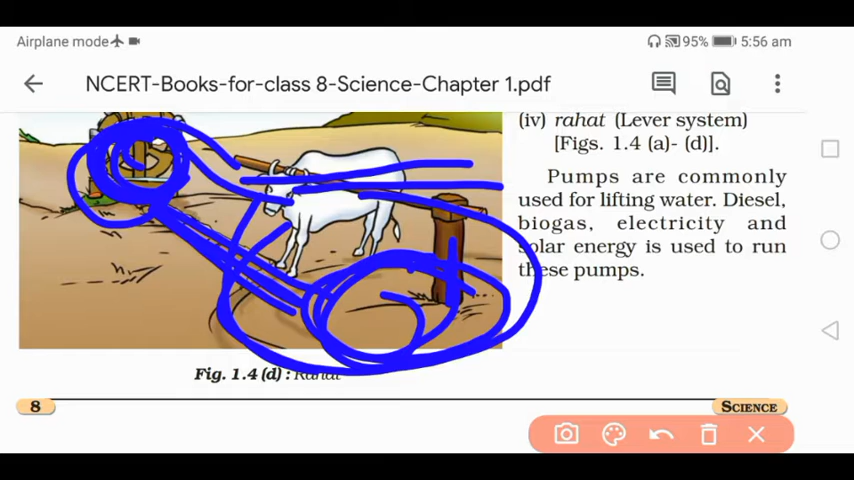 Airplane mode 95% 5:56 am
NCERT-Books-for-class 8-Science-Chapter 1.pdf
(iv) rahat (Lever system)
[Figs. 1.4 (a)- (d)].
Pumps are commonly
used for lifting water. Diesel,
biogas, electricity and
solar energy is used to run
these pumps.
Fig. 1.4 (d) : Rahat
8
SCIENCE